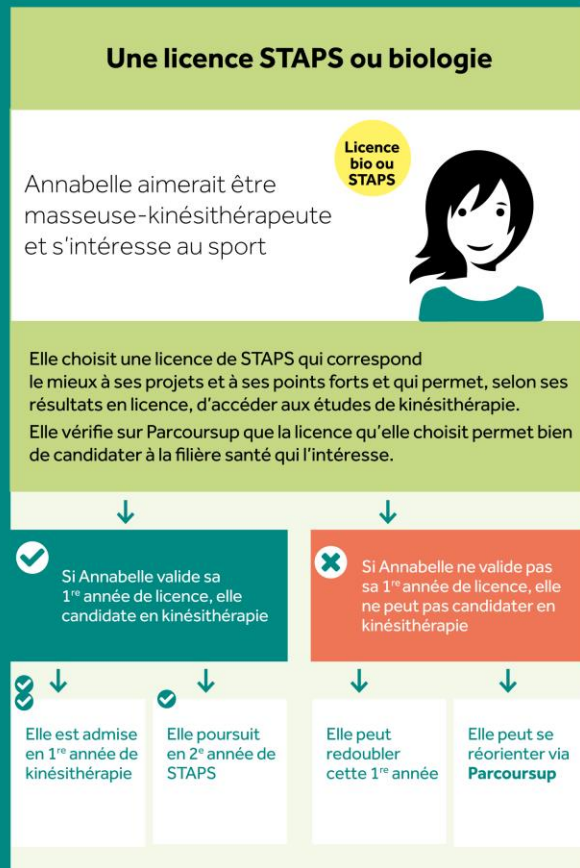 Une licence STAPS ou biologie
Licence
bio ou
STAPS
Annabelle aimerait être
masseuse-kinésithérapeute
et s'intéresse au sport
Elle choisit une licence de STAPS qui correspond
le mieux à ses projets et à ses points forts et qui permet, selon ses
résultats en licence, d'accéder aux études de kinésithérapie.
Elle vérifie sur Parcoursup que la licence qu'elle choisit permet bien
de candidater à la filière santé qui l'intéresse.
Si Annabelle valide sa
1re année de licence, elle
candidate en kinésithérapie
Si Annabelle ne valide pas
sa 1re année de licence, elle
ne peut pas candidater en
kinésithérapie
Elle est admise
en 1re année de
kinésithérapie
Elle poursuit
en 2e année de
STAPS
Elle peut
redoubler
cette 1re année
Elle peut se
réorienter via
Parcoursup